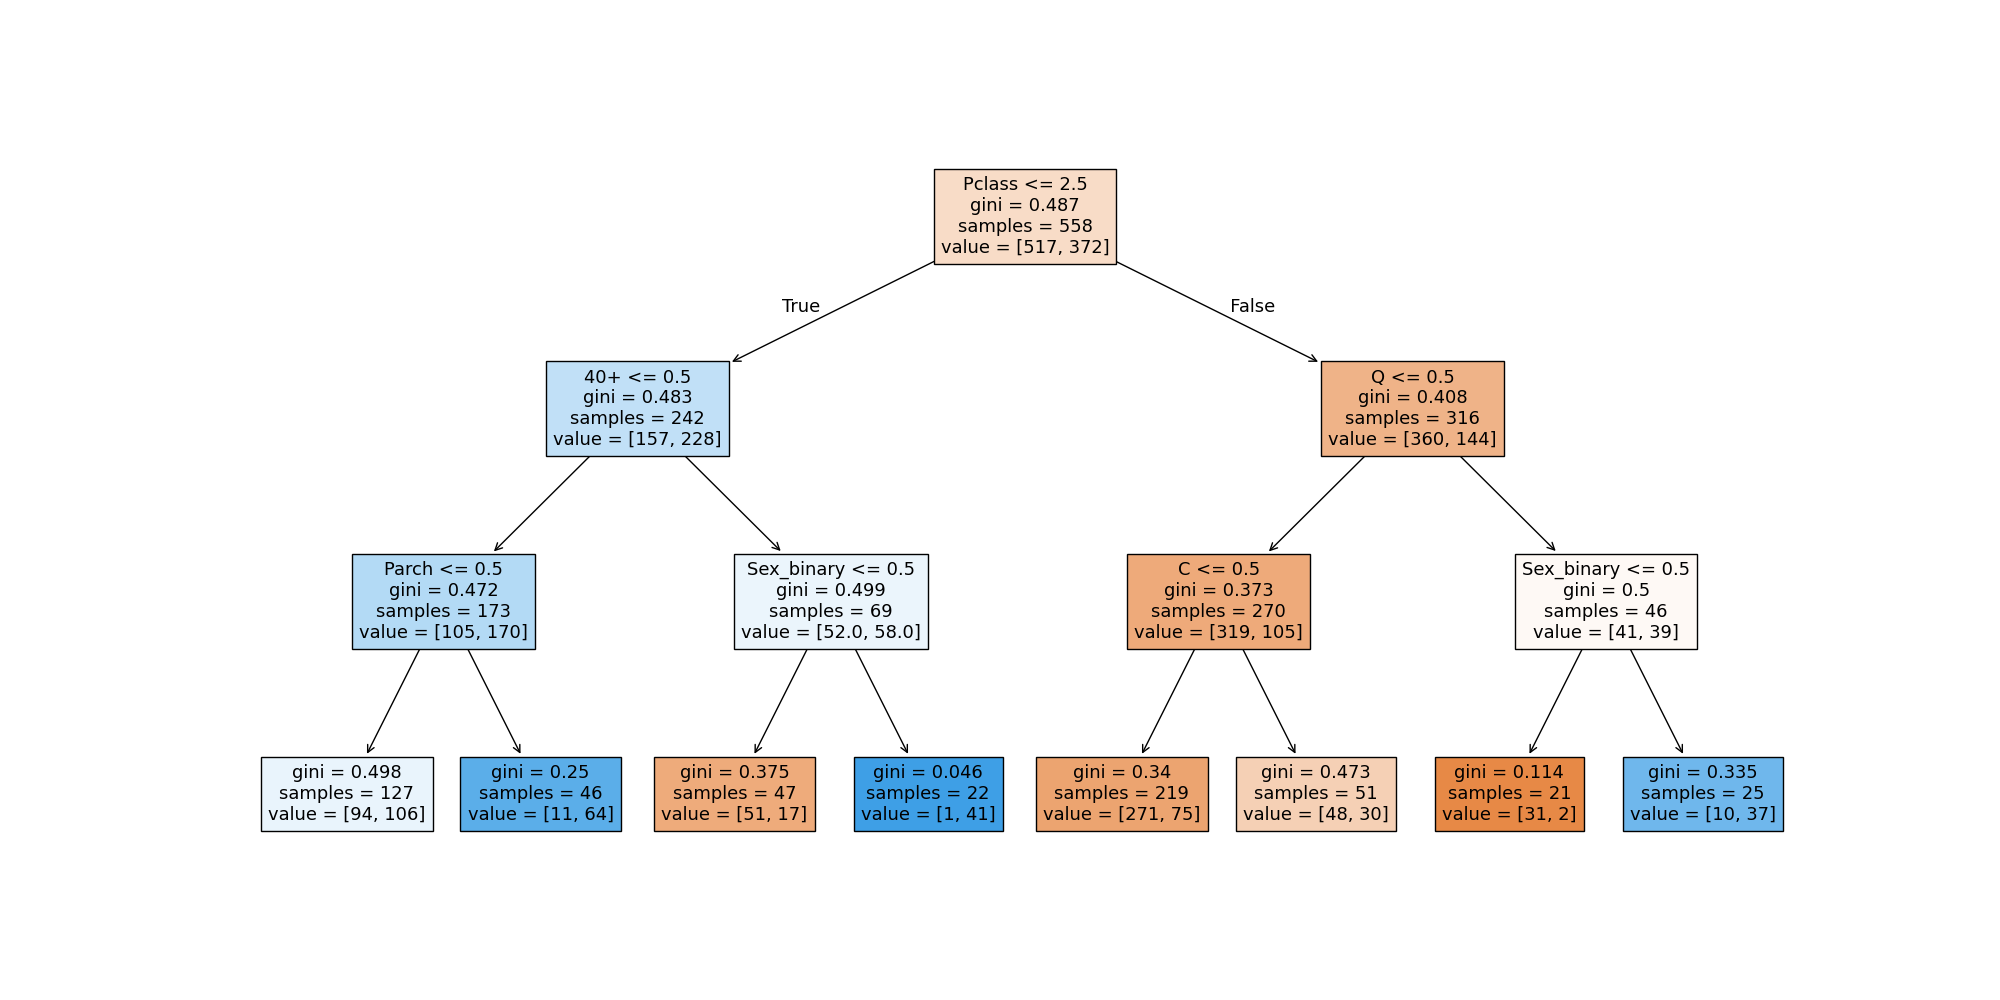 Pclass <= 2.5
gini = 0.487
samples = 558
value = [517, 372]
True
False
40+ <= 0.5
gini = 0.483
samples = 242
value = [157, 228]
Q <= 0.5
gini = 0.408
samples = 316
value = [360, 144]
Parch <= 0.5
gini = 0.472
samples = 173
value = [105, 170]
Sex_binary <= 0.5
gini = 0.499
samples = 69
value = [52.0, 58.0]
C <= 0.5
gini = 0.373
samples = 270
value = [319, 105]
Sex_binary <= 0.5
gini = 0.5
samples = 46
value = [41, 39]
gini = 0.498
samples = 127
value = [94, 106]
gini = 0.25
samples = 46
value = [11, 64]
gini = 0.375
samples = 47
value = [51, 17]
gini = 0.046
samples = 22
value = [1, 41]
gini = 0.34
samples = 219
value = [271, 75]
gini = 0.473
samples = 51
value = [48, 30]
gini = 0.114
samples = 21
value = [31, 2]
gini = 0.335
samples = 25
value = [10, 37]